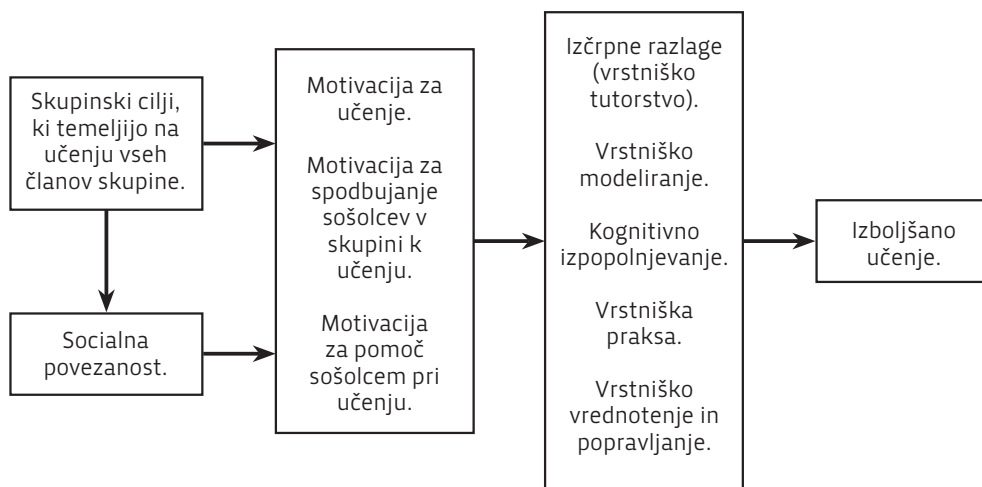 Skupinski cilji,
ki temeljijo na
učenju vseh
članov skupine.
Socialna
povezanost.
Motivacija za
učenje.
Motivacija za
spodbujanje
sošolcev v
skupini k
učenju.
Motivacija
za pomoč
sošolcem pri
učenju.
Izčrpne razlage
(vrstniško
tutorstvo).
Vrstniško
modeliranje.
Kognitivno
izpopolnjevanje.
Vrstniška
praksa.
Vrstniško
vrednotenje in
popravljanje.
Izboljšano
učenje.